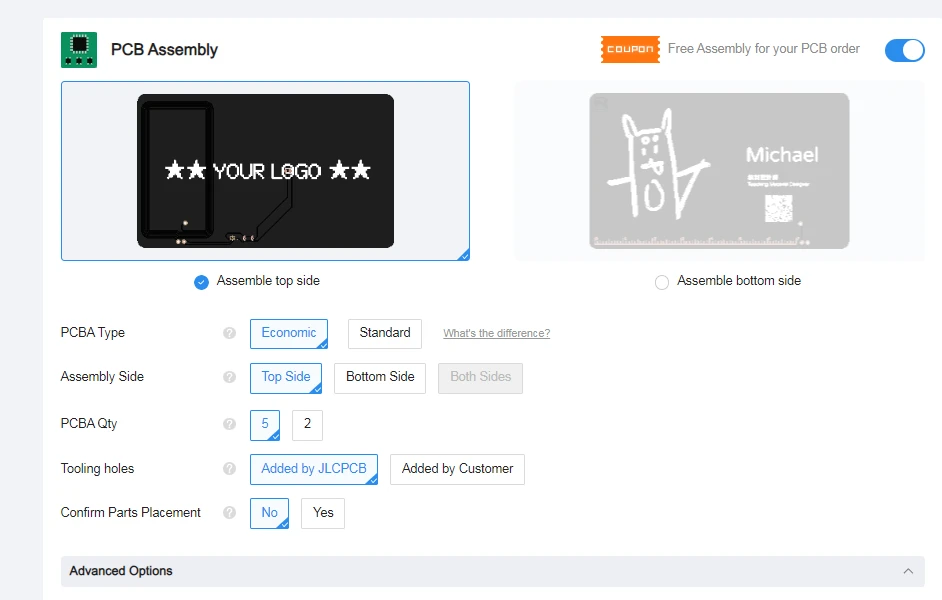 PCB Assembly
COUPON Free Assembly for your PCB order
★★ YOUR LOGO ★★
Michael
Assemble top side
Assemble bottom side
PCBA Type ? Economic Standard What's the difference?
Assembly Side ? Top Side Bottom Side Both Sides
PCBA Qty ? 5 2
Tooling holes ? Added by JLCPCB Added by Customer
Confirm Parts Placement ? No Yes
Advanced Options